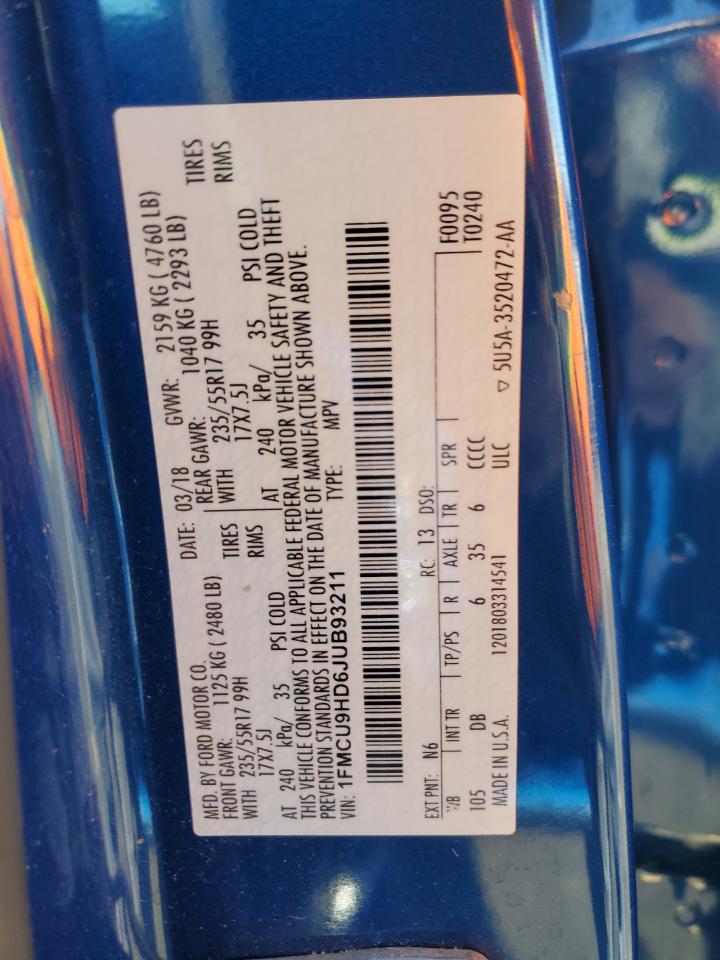 MFD. BY FORD MOTOR CO.
DATE: 03/18 GVWR: 2159 KG ( 4760 LB)
FRONT GAWR: 1125 KG ( 2480 LB) REAR GAWR: 1040 KG ( 2293 LB)
WITH 235/55R17 99H TIRES WITH 235/55R17 99H TIRES
17X7.5J RIMS 17X7.5J RIMS
AT 240 kPa/ 35 PSI COLD AT 240 kPa/ 35 PSI COLD
THIS VEHICLE CONFORMS TO ALL APPLICABLE FEDERAL MOTOR VEHICLE SAFETY AND THEFT
PREVENTION STANDARDS IN EFFECT ON THE DATE OF MANUFACTURE SHOWN ABOVE.
VIN: 1FMCU9HD6JUB93211 TYPE: MPV
EXT PNT: N6 RC: 13 DSO: F0095
B INT TR TP/PS R AXLE TR SPR T0240
105 DB 6 35 6 CCCC
MADE IN U.S.A. 1201803314541 ULC ▽ 5U5A-3520472-AA